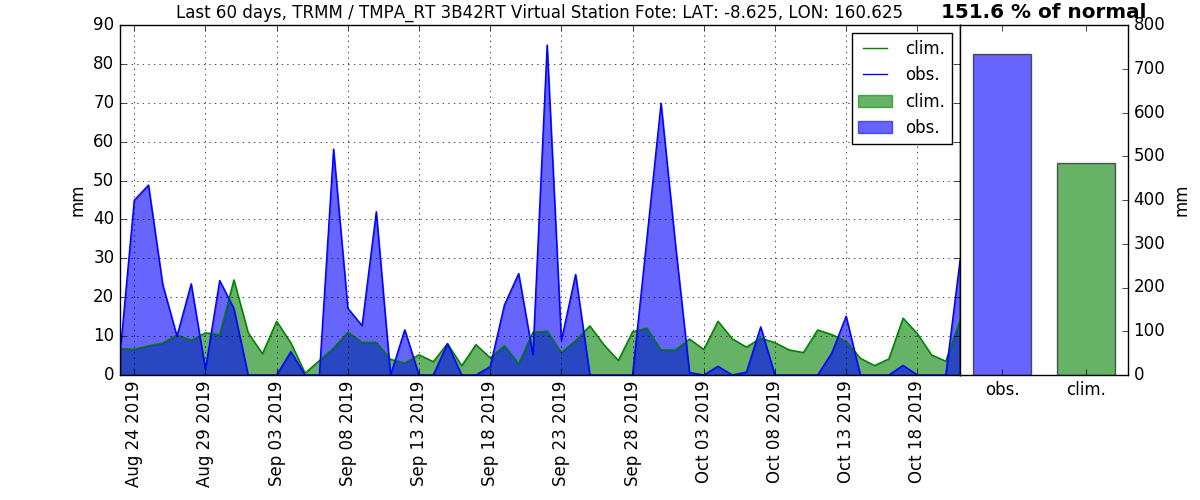 Last 60 days, TRMM / TMPA_RT 3B42RT Virtual Station Fote: LAT: -8.625, LON: 160.625
151.6 % of normal
90
80
70
60
50
40
30
20
10
0
mm
clim.
obs.
clim.
obs.
Aug 24 2019
Aug 29 2019
Sep 03 2019
Sep 08 2019
Sep 13 2019
Sep 18 2019
Sep 23 2019
Sep 28 2019
Oct 03 2019
Oct 08 2019
Oct 13 2019
Oct 18 2019
800
700
600
500
400
300
200
100
0
mm
obs.
clim.